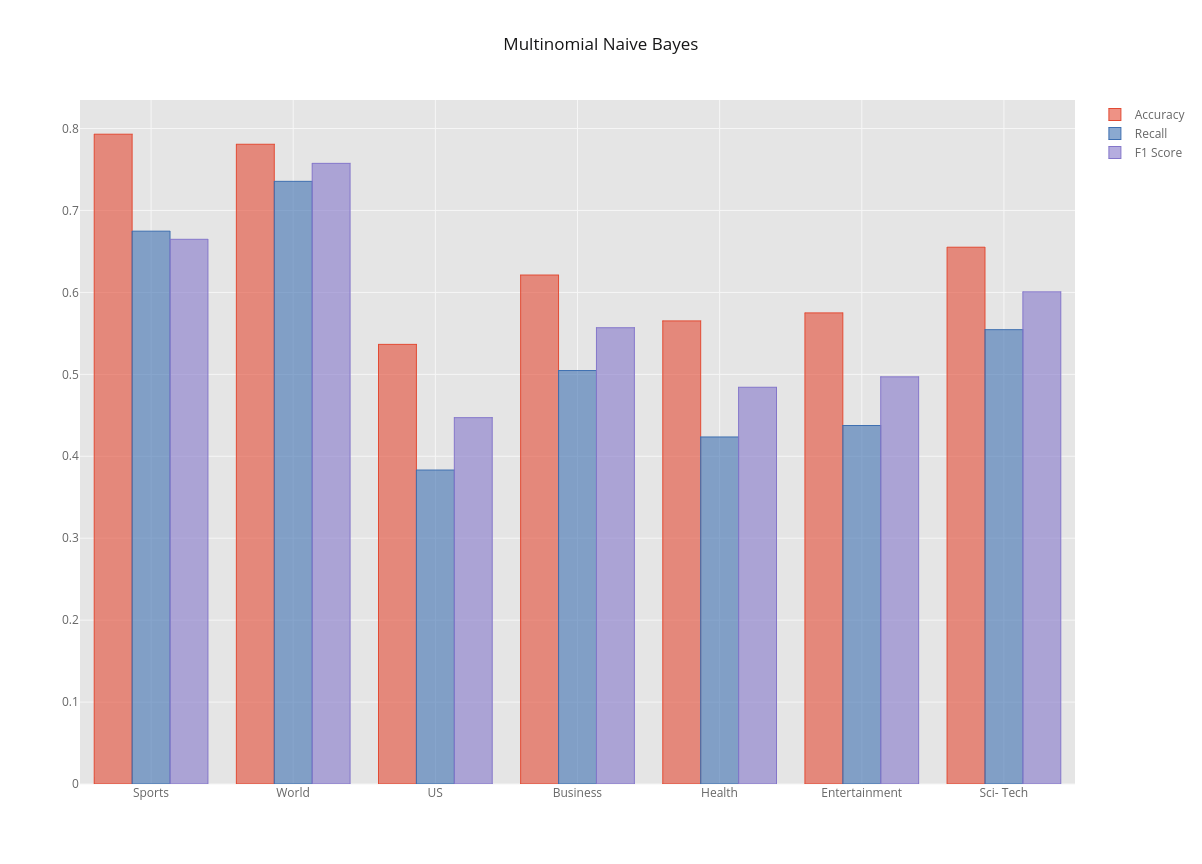 Multinomial Naive Bayes
Accuracy
Recall
F1 Score
0.8
0.7
0.6
0.5
0.4
0.3
0.2
0.1
0
Sports World US Business Health Entertainment Sci- Tech